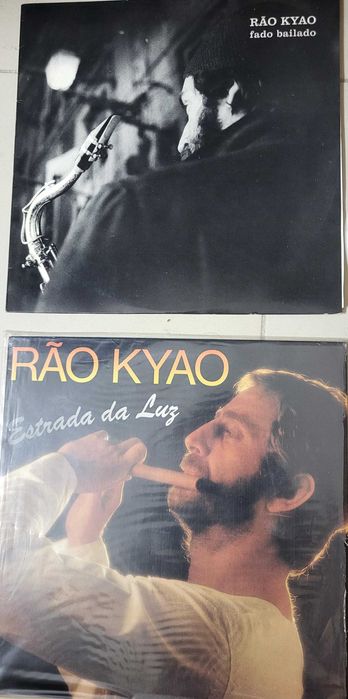 RÃO KYAO
fado bailado
RÃO KYAO
Estrada da Luz